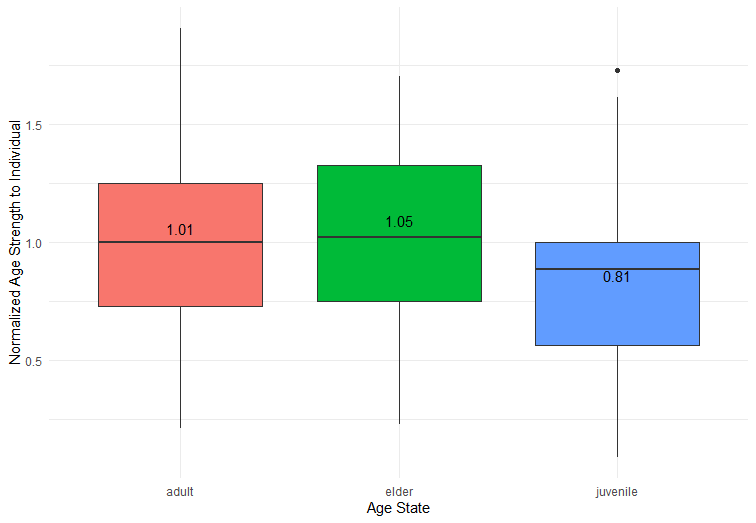 Normalized Age Strength to Individual
1.5
1.0
0.5
1.01
1.05
0.81
adult elder juvenile
Age State